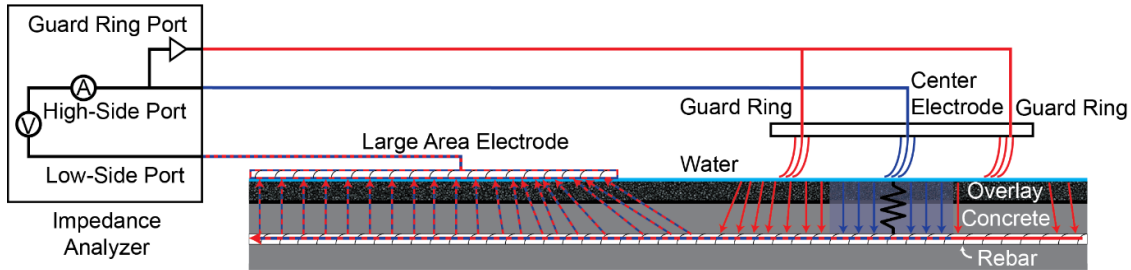 Guard Ring Port
A
High-Side Port
V
Low-Side Port
Impedance
Analyzer
Large Area Electrode
Water
Guard Ring
Center
Electrode
Guard Ring
Overlay
Concrete
Rebar